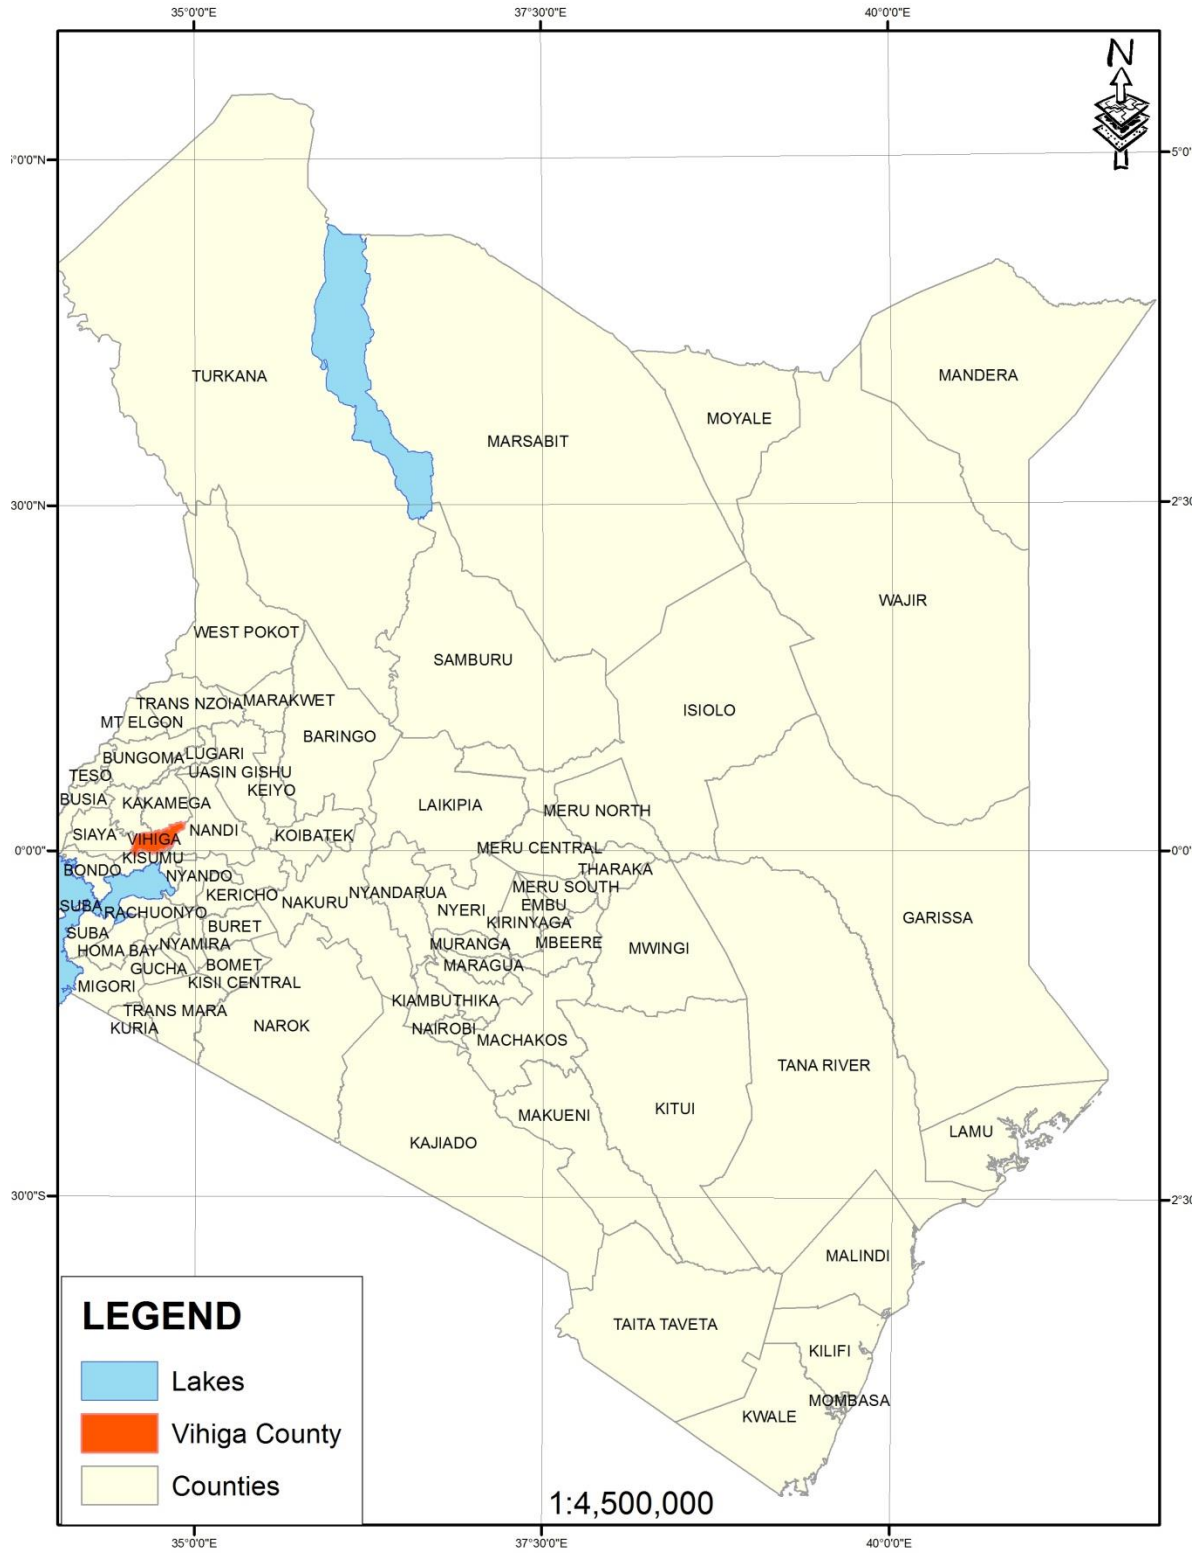 35°0'0"E 37°30'0"E 40°0'0"E
N
5°0'0"N
5°0'
TURKANA
MANDERA
MOYALE
MARSABIT
30'0"N
2°30
WAJIR
WEST POKOT
SAMBURU
TRANS NZOIA
MARAKWET
ISIOLO
MT ELGON
BARINGO
BUNGOMA
LUGARI
TESO
UASIN GISHU
KEIYO
BUSIA
KAKAMEGA
LAIKIPIA
MERU NORTH
SIAYA
VIHIGA
NANDI
KOIBATEK
MERU CENTRAL
0°0'0"
0°0'
KISUMU
BONDO
NYANDO
THARAKA
MERU SOUTH
KERICHO
NYANDARUA
NAKURU
EMBU
SUBA
RACHUONYO
NYERI
GARISSA
KIRINYAGA
BURET
SUBA
NYAMIRA
MURANGA
MBEERE
MWINGI
HOMA BAY
GUCHA
BOMET
MARAGUA
KISII CENTRAL
MIGORI
KIAMBUTHIKA
TRANS MARA
KURIA
NAROK
NAIROBI
MACHAKOS
TANA RIVER
KITUI
MAKUENI
LAMU
KAJIADO
30'0"S
2°30
MALINDI
TAITA TAVETA
KILIFI
MOMBASA
KWALE
LEGEND
Lakes
Vihiga County
Counties
1:4,500,000
35°0'0"E 37°30'0"E 40°0'0"E